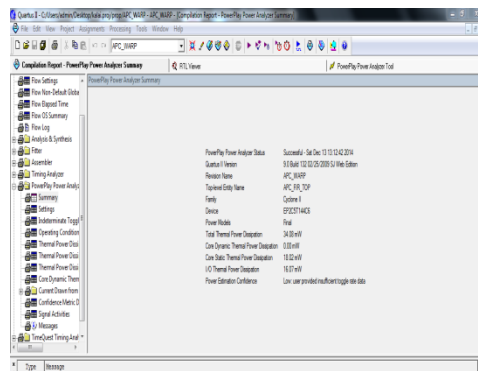 Quartus II - C:/Users/admin/Desktop/kalai proj/prop/APC_WARP - APC_WARP - [Compilation Report - PowerPlay Power Analyzer Summary]
File Edit View Project Assignments Processing Tools Window Help
APC_WARP
Compilation Report - PowerPlay Power Analyzer Summary
RTL Viewer
PowerPlay Power Analyzer Tool
Flow Settings
Flow Non-Default Globa
Flow Elapsed Time
Flow OS Summary
Flow Log
Analysis & Synthesis
Fitter
Assembler
Timing Analyzer
PowerPlay Power Analyz
Summary
Settings
Indeterminate Toggl
Operating Condition
Thermal Power Dissi
Thermal Power Dissi
Thermal Power Dissi
Core Dynamic Therm
Current Drawn from
Confidence Metric D
Signal Activities
Messages
TimeQuest Timing Anal
PowerPlay Power Analyzer Summary
PowerPlay Power Analyzer Status Successful - Sat Dec 13 13:12:42 2014
Quartus II Version 9.0 Build 132 02/25/2009 SJ Web Edition
Revision Name APC_WARP
Top-level Entity Name APC_FIR_TOP
Family Cyclone II
Device EP2C5T144C6
Power Models Final
Total Thermal Power Dissipation 34.08 mW
Core Dynamic Thermal Power Dissipation 0.00 mW
Core Static Thermal Power Dissipation 18.02 mW
I/O Thermal Power Dissipation 16.07 mW
Power Estimation Confidence Low: user provided insufficient toggle rate data
Type Message